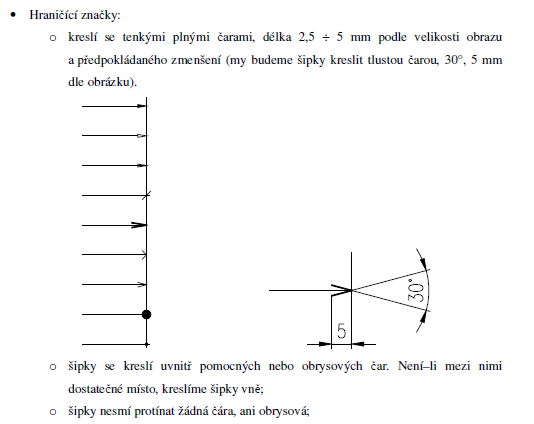 • Hraničící značky:
o kreslí se tenkými plnými čarami, délka 2,5 ÷ 5 mm podle velikosti obrazu
a předpokládaného zmenšení (my budeme šipky kreslit tlustou čarou, 30°, 5 mm
dle obrázku).
30°
5
o šipky se kreslí uvnitř pomocných nebo obrysových čar. Není–li mezi nimi
dostatečné místo, kreslíme šipky vně;
o šipky nesmí protínat žádná čára, ani obrysová;